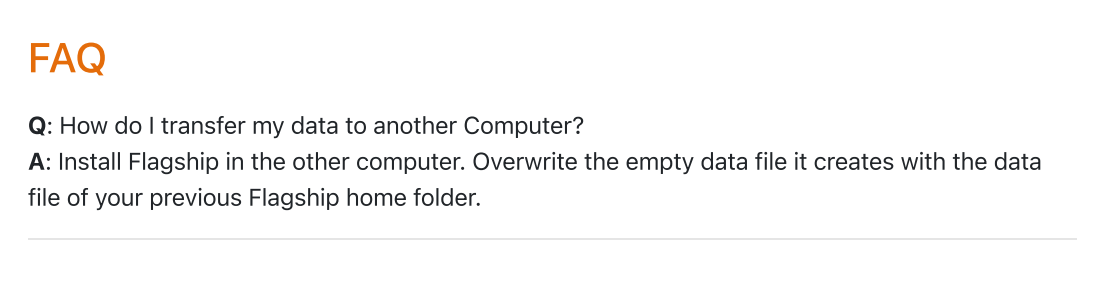 FAQ
Q: How do I transfer my data to another Computer?
A: Install Flagship in the other computer. Overwrite the empty data file it creates with the data
file of your previous Flagship home folder.